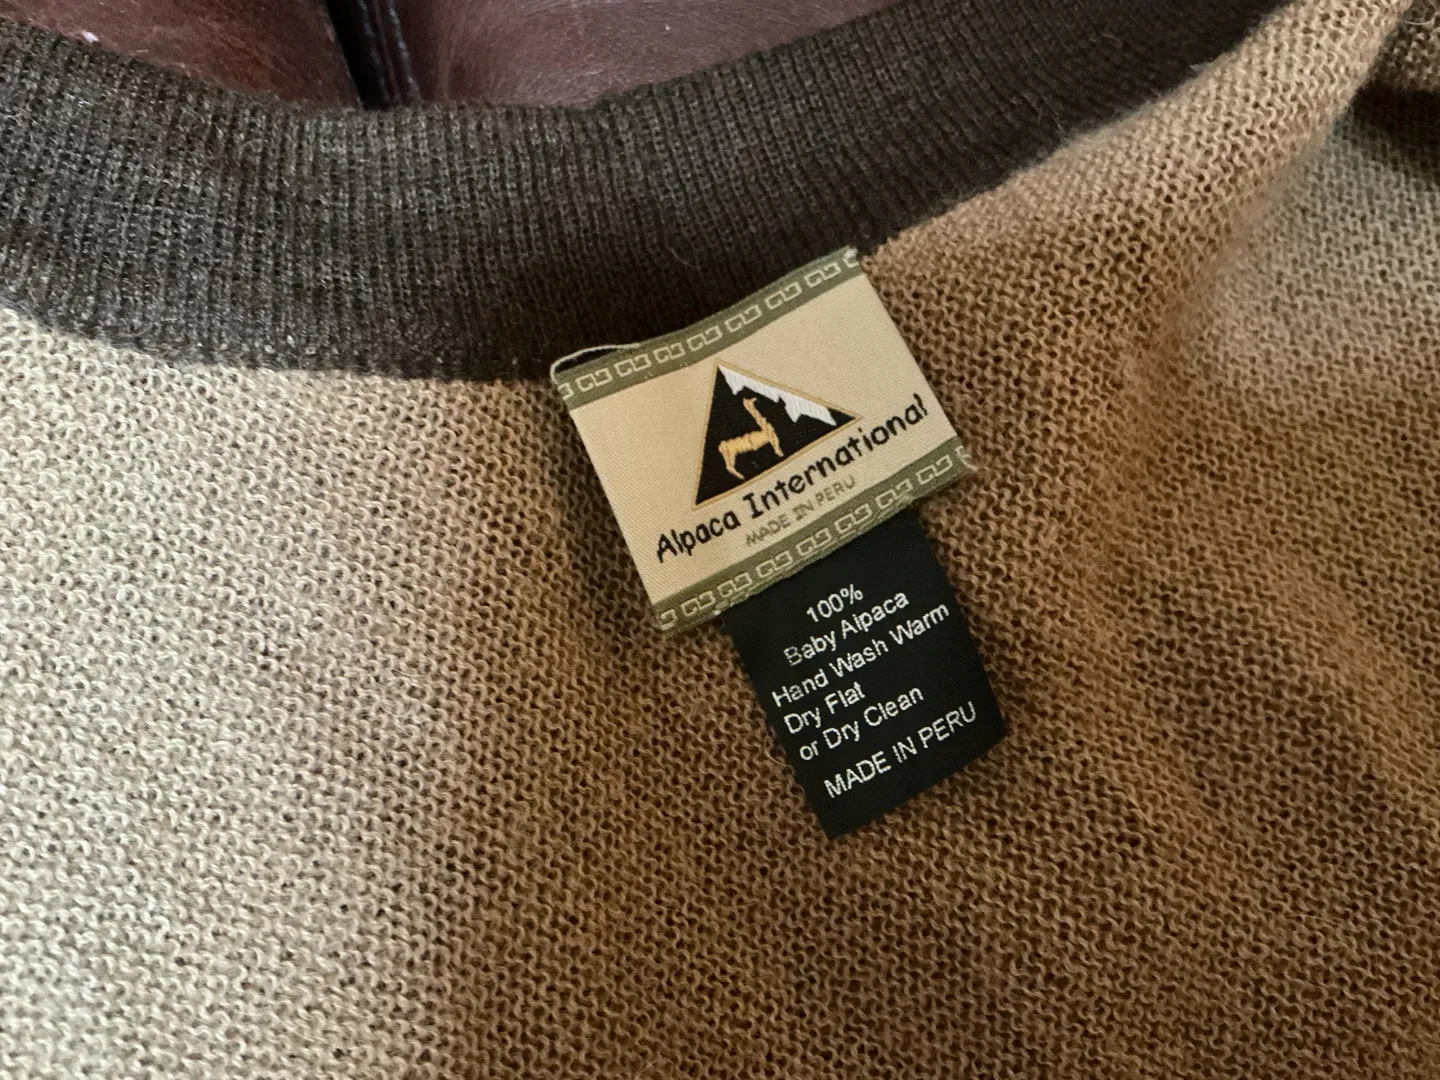 Alpaca International
MADE IN PERU
100%
Baby Alpaca
Hand Wash Warm
Dry Flat
or Dry Clean
MADE IN PERU